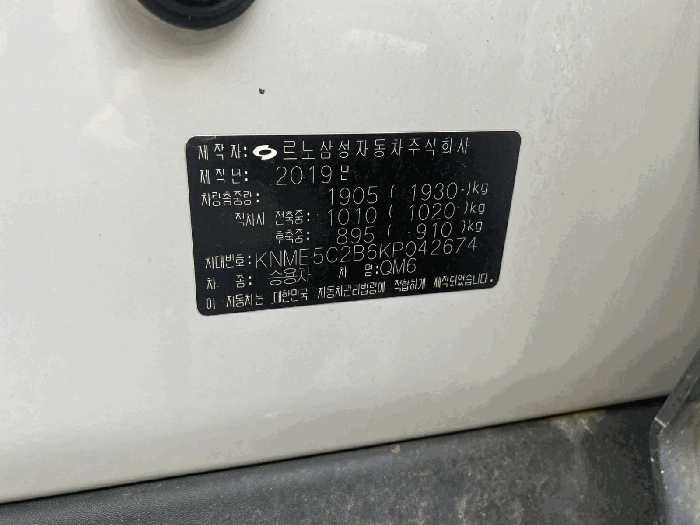 제작자: 르노삼성자동차주식회사
제작년: 2019년
차량총중량: 1905 ( 1930 )kg
적차시 전축중: 1010 ( 1020 )kg
후축중: 895 ( 910 )kg
차대번호: KNME5C2B6KP042674
차 종: 승용차 차 명: QM6
이 자동차는 대한민국 자동차관리법령에 적합하게 제작되었습니다.